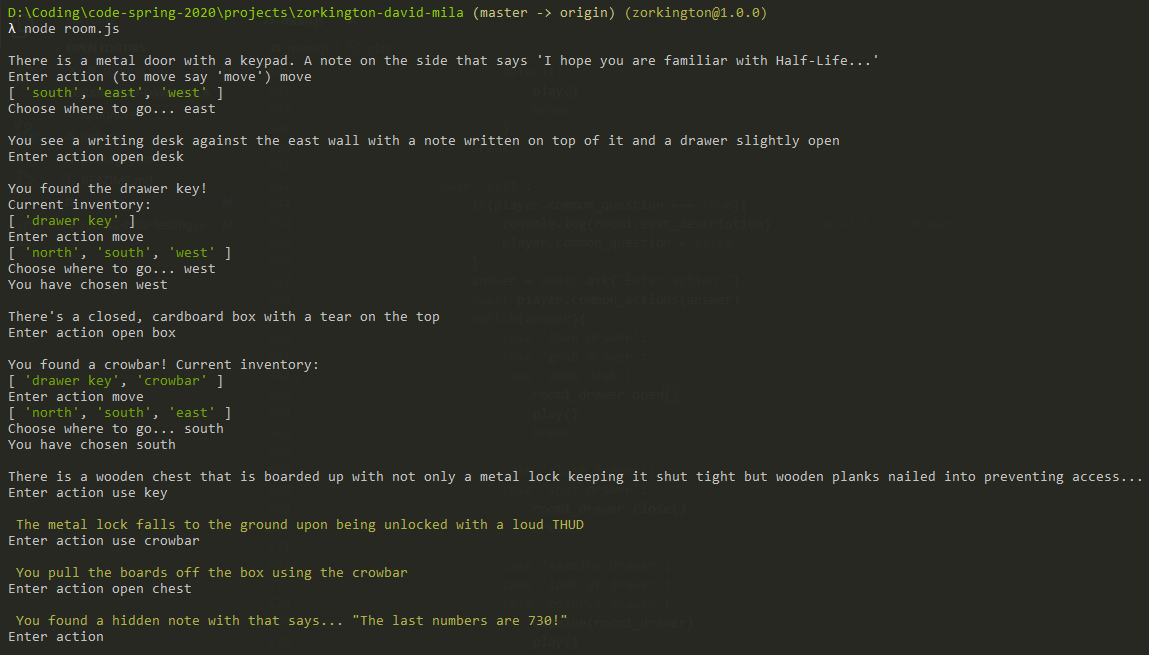 D:\Coding\code-spring-2020\projects\zorkington-david-mila (master -> origin) (zorkington@1.0.0)
λ node room.js
There is a metal door with a keypad. A note on the side that says 'I hope you are familiar with Half-Life...'
Enter action (to move say 'move') move
[ 'south', 'east', 'west' ]
Choose where to go... east
You see a writing desk against the east wall with a note written on top of it and a drawer slightly open
Enter action open desk
You found the drawer key!
Current inventory:
[ 'drawer key' ]
Enter action move
[ 'north', 'south', 'west' ]
Choose where to go... west
You have chosen west
There's a closed, cardboard box with a tear on the top
Enter action open box
You found a crowbar! Current inventory:
[ 'drawer key', 'crowbar' ]
Enter action move
[ 'north', 'south', 'east' ]
Choose where to go... south
You have chosen south
There is a wooden chest that is boarded up with not only a metal lock keeping it shut tight but wooden planks nailed into preventing access...
Enter action use key
The metal lock falls to the ground upon being unlocked with a loud THUD
Enter action use crowbar
You pull the boards off the box using the crowbar
Enter action open chest
You found a hidden note with that says... "The last numbers are 730!"
Enter action